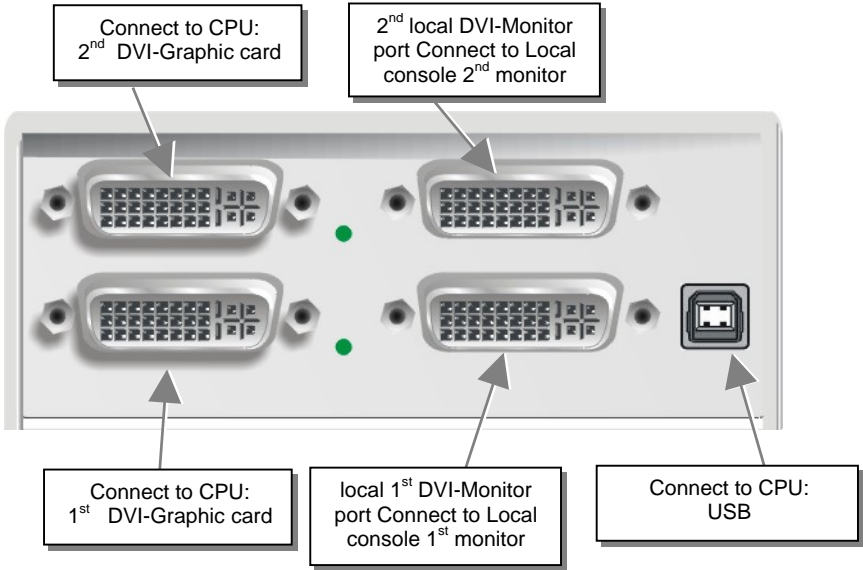 Connect to CPU:
2nd DVI-Graphic card
2nd local DVI-Monitor
port Connect to Local
console 2nd monitor
Connect to CPU:
1st DVI-Graphic card
local 1st DVI-Monitor
port Connect to Local
console 1st monitor
Connect to CPU:
USB